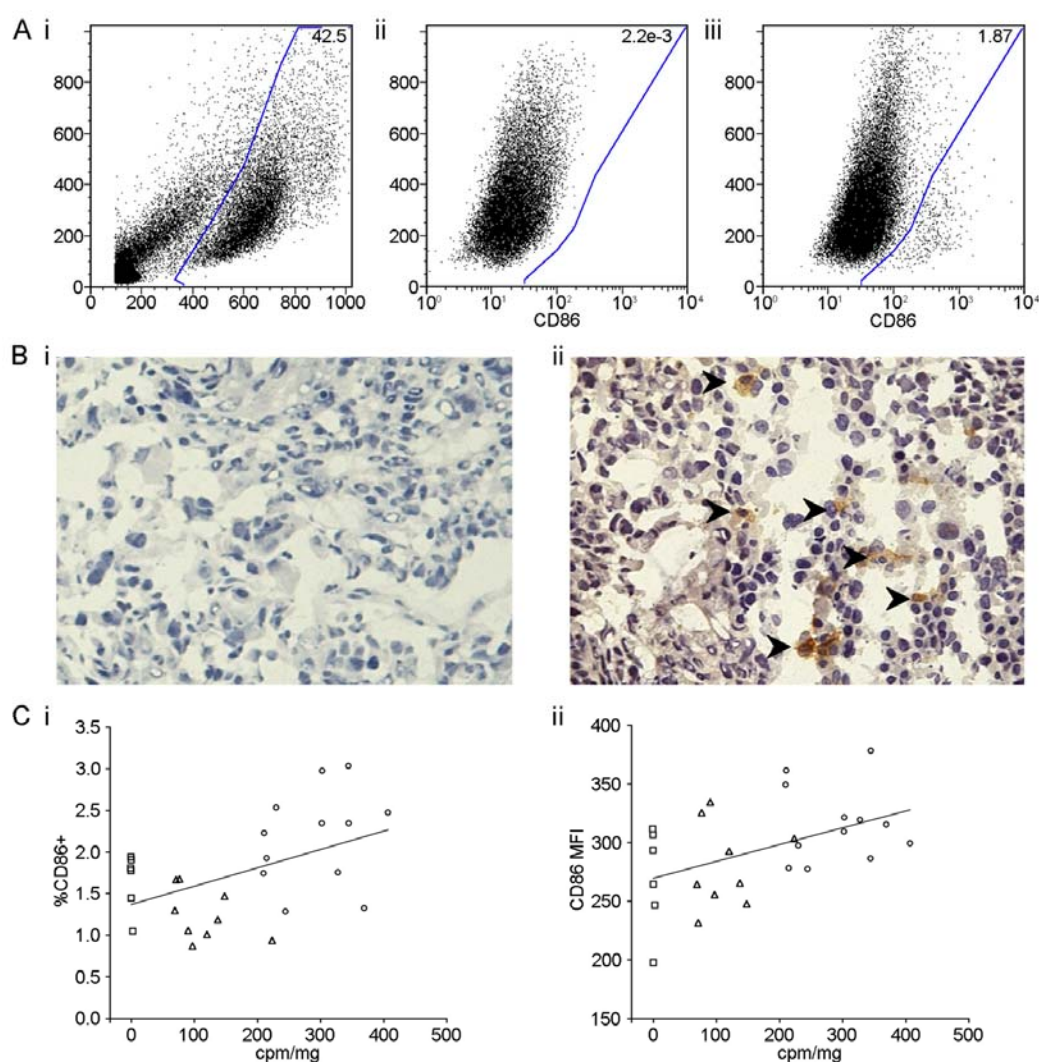 A i ii iii
42.5 2.2e-3 1.87
800 800 800
600 600 600
400 400 400
200 200 200
0 0 0
0 200 400 600 800 1000 10⁰ 10¹ 10² 10³ 10⁴ 10⁰ 10¹ 10² 10³ 10⁴
CD86 CD86
B i ii
C i ii
3.5 400
3.0
2.5 350
2.0 300
1.5
1.0 250
0.5 200
0.0 150
%CD86+ CD86 MFI
0 100 200 300 400 500 0 100 200 300 400 500
cpm/mg cpm/mg